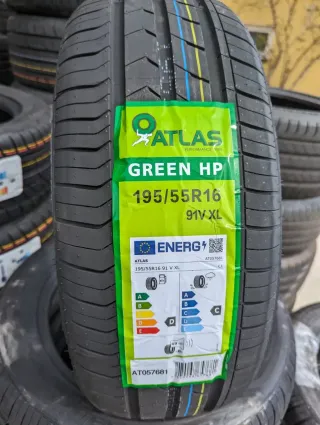 ATLAS
GREEN HP
195/55R16
91V XL
ENERG
ATLAS
195/55R16 91 V XL
A
B
C
D
E
D
A
B
C
D
E
C
AT057681